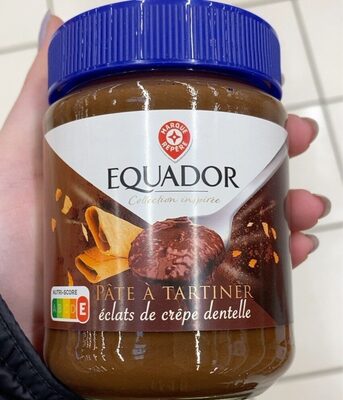 MARQUE
REPÈRE
EQUADOR
Collection inspirée
PÂTE À TARTINER
éclats de crêpe dentelle
NUTRI-SCORE
A B C D E